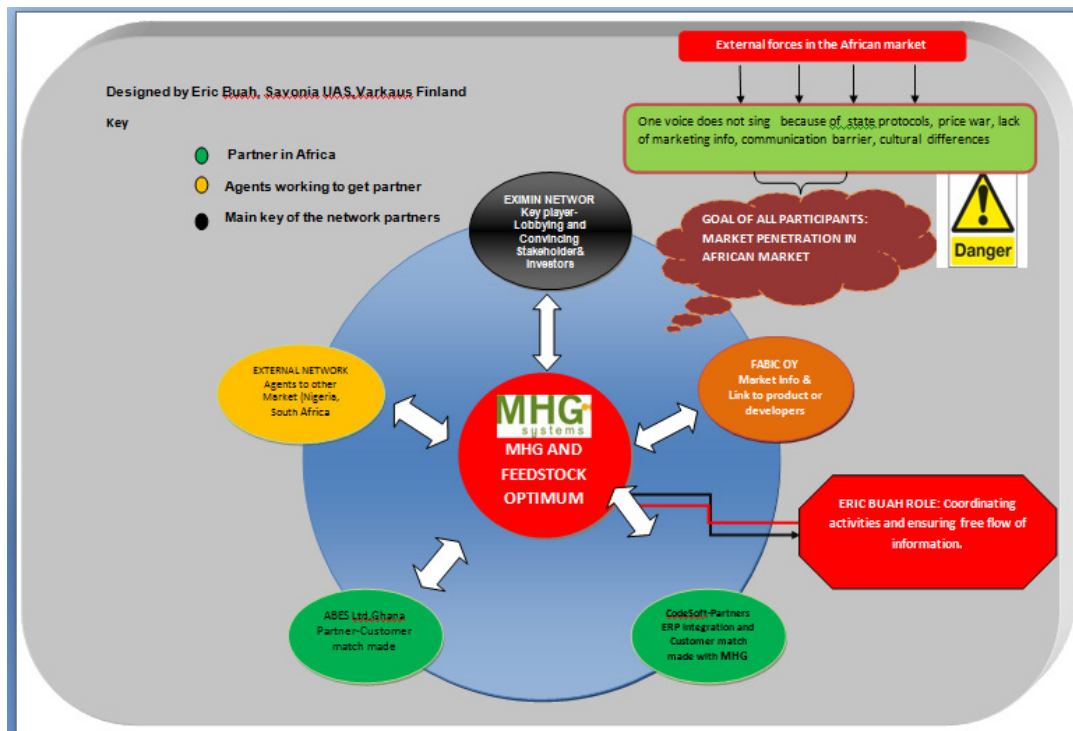 External forces in the African market
Designed by Eric Buah, Savonia UAS,Varkaus Finland
Key
Partner in Africa
Agents working to get partner
Main key of the network partners
One voice does not sing because of state protocols, price war, lack
of marketing info, communication barrier, cultural differences
EXIMIN NETWOR
Key player-
Lobbying and
Convincing
Stakeholder&
Investors
GOAL OF ALL PARTICIPANTS:
MARKET PENETRATION IN
AFRICAN MARKET
Danger
EXTERNAL NETWORK
Agents to other
Market (Nigeria,
South Africa
FABIC OY
Market Info &
Link to product or
developers
MHG
systems
MHG AND
FEEDSTOCK
OPTIMUM
ERIC BUAH ROLE: Coordinating
activities and ensuring free flow of
information.
ABES Ltd,Ghana
Partner-Customer
match made
CodeSoft-Partners
ERP Integration and
Customer match
made with MHG